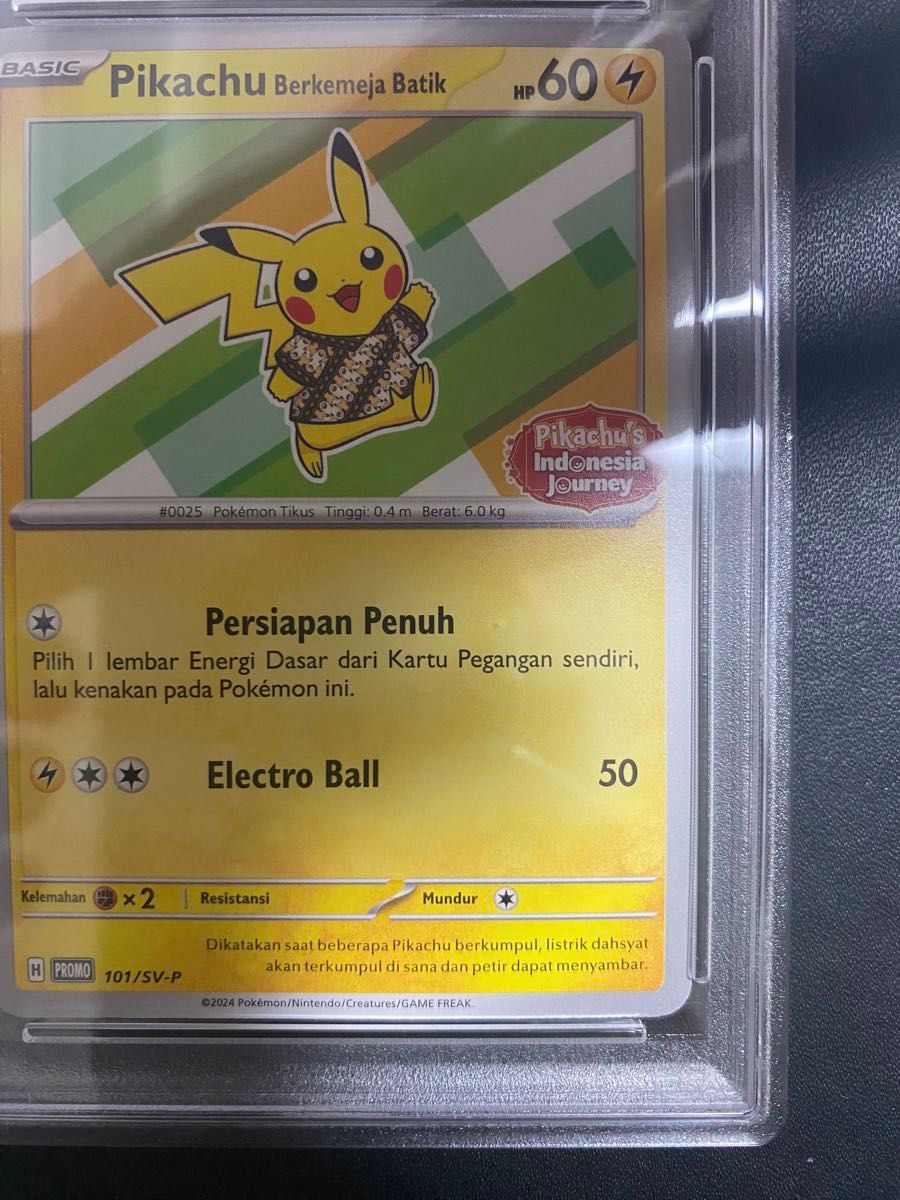 BASIC
Pikachu Berkemeja Batik
HP60
Pikachu's
Indonesia
Journey
#0025 Pokémon Tikus Tinggi: 0.4 m Berat: 6.0 kg
Persiapan Penuh
Pilih 1 lembar Energi Dasar dari Kartu Pegangan sendiri,
lalu kenakan pada Pokémon ini.
Electro Ball 50
Kelemahan ×2 Resistansi Mundur
Dikatakan saat beberapa Pikachu berkumpul, listrik dahsyat
akan terkumpul di sana dan petir dapat menyambar.
H PROMO 101/SV-P
©2024 Pokémon/Nintendo/Creatures/GAME FREAK.